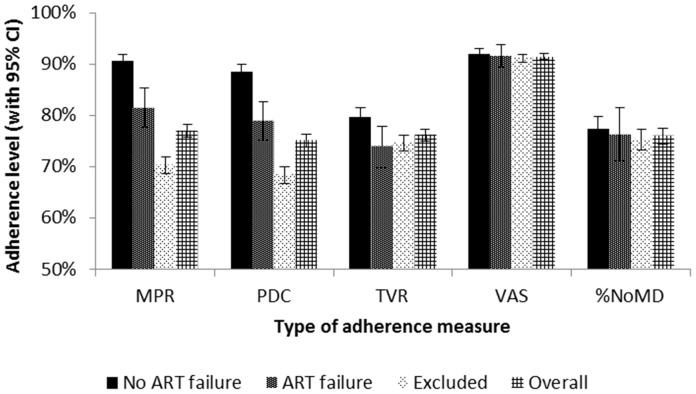 Adherence level (with 95% CI)
100%
90%
80%
70%
60%
50%
MPR
PDC
TVR
VAS
%NoMD
Type of adherence measure
No ART failure
ART failure
Excluded
Overall